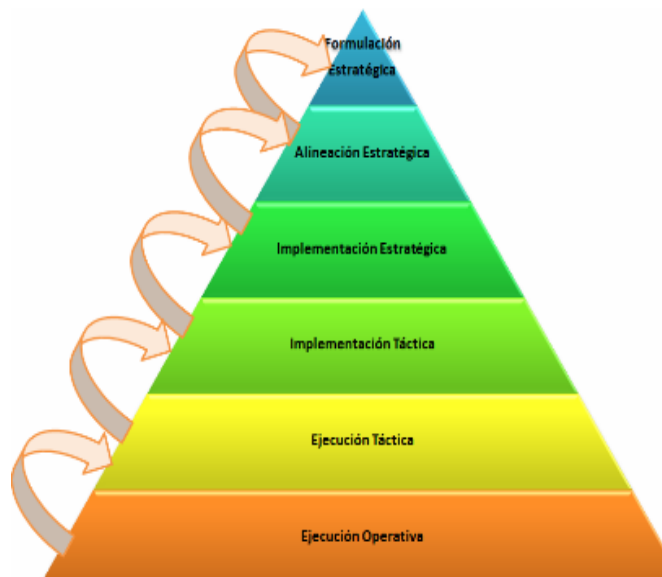 Formulación
Estratégica
Alineación Estratégica
Implementación Estratégica
Implementación Táctica
Ejecución Táctica
Ejecución Operativa